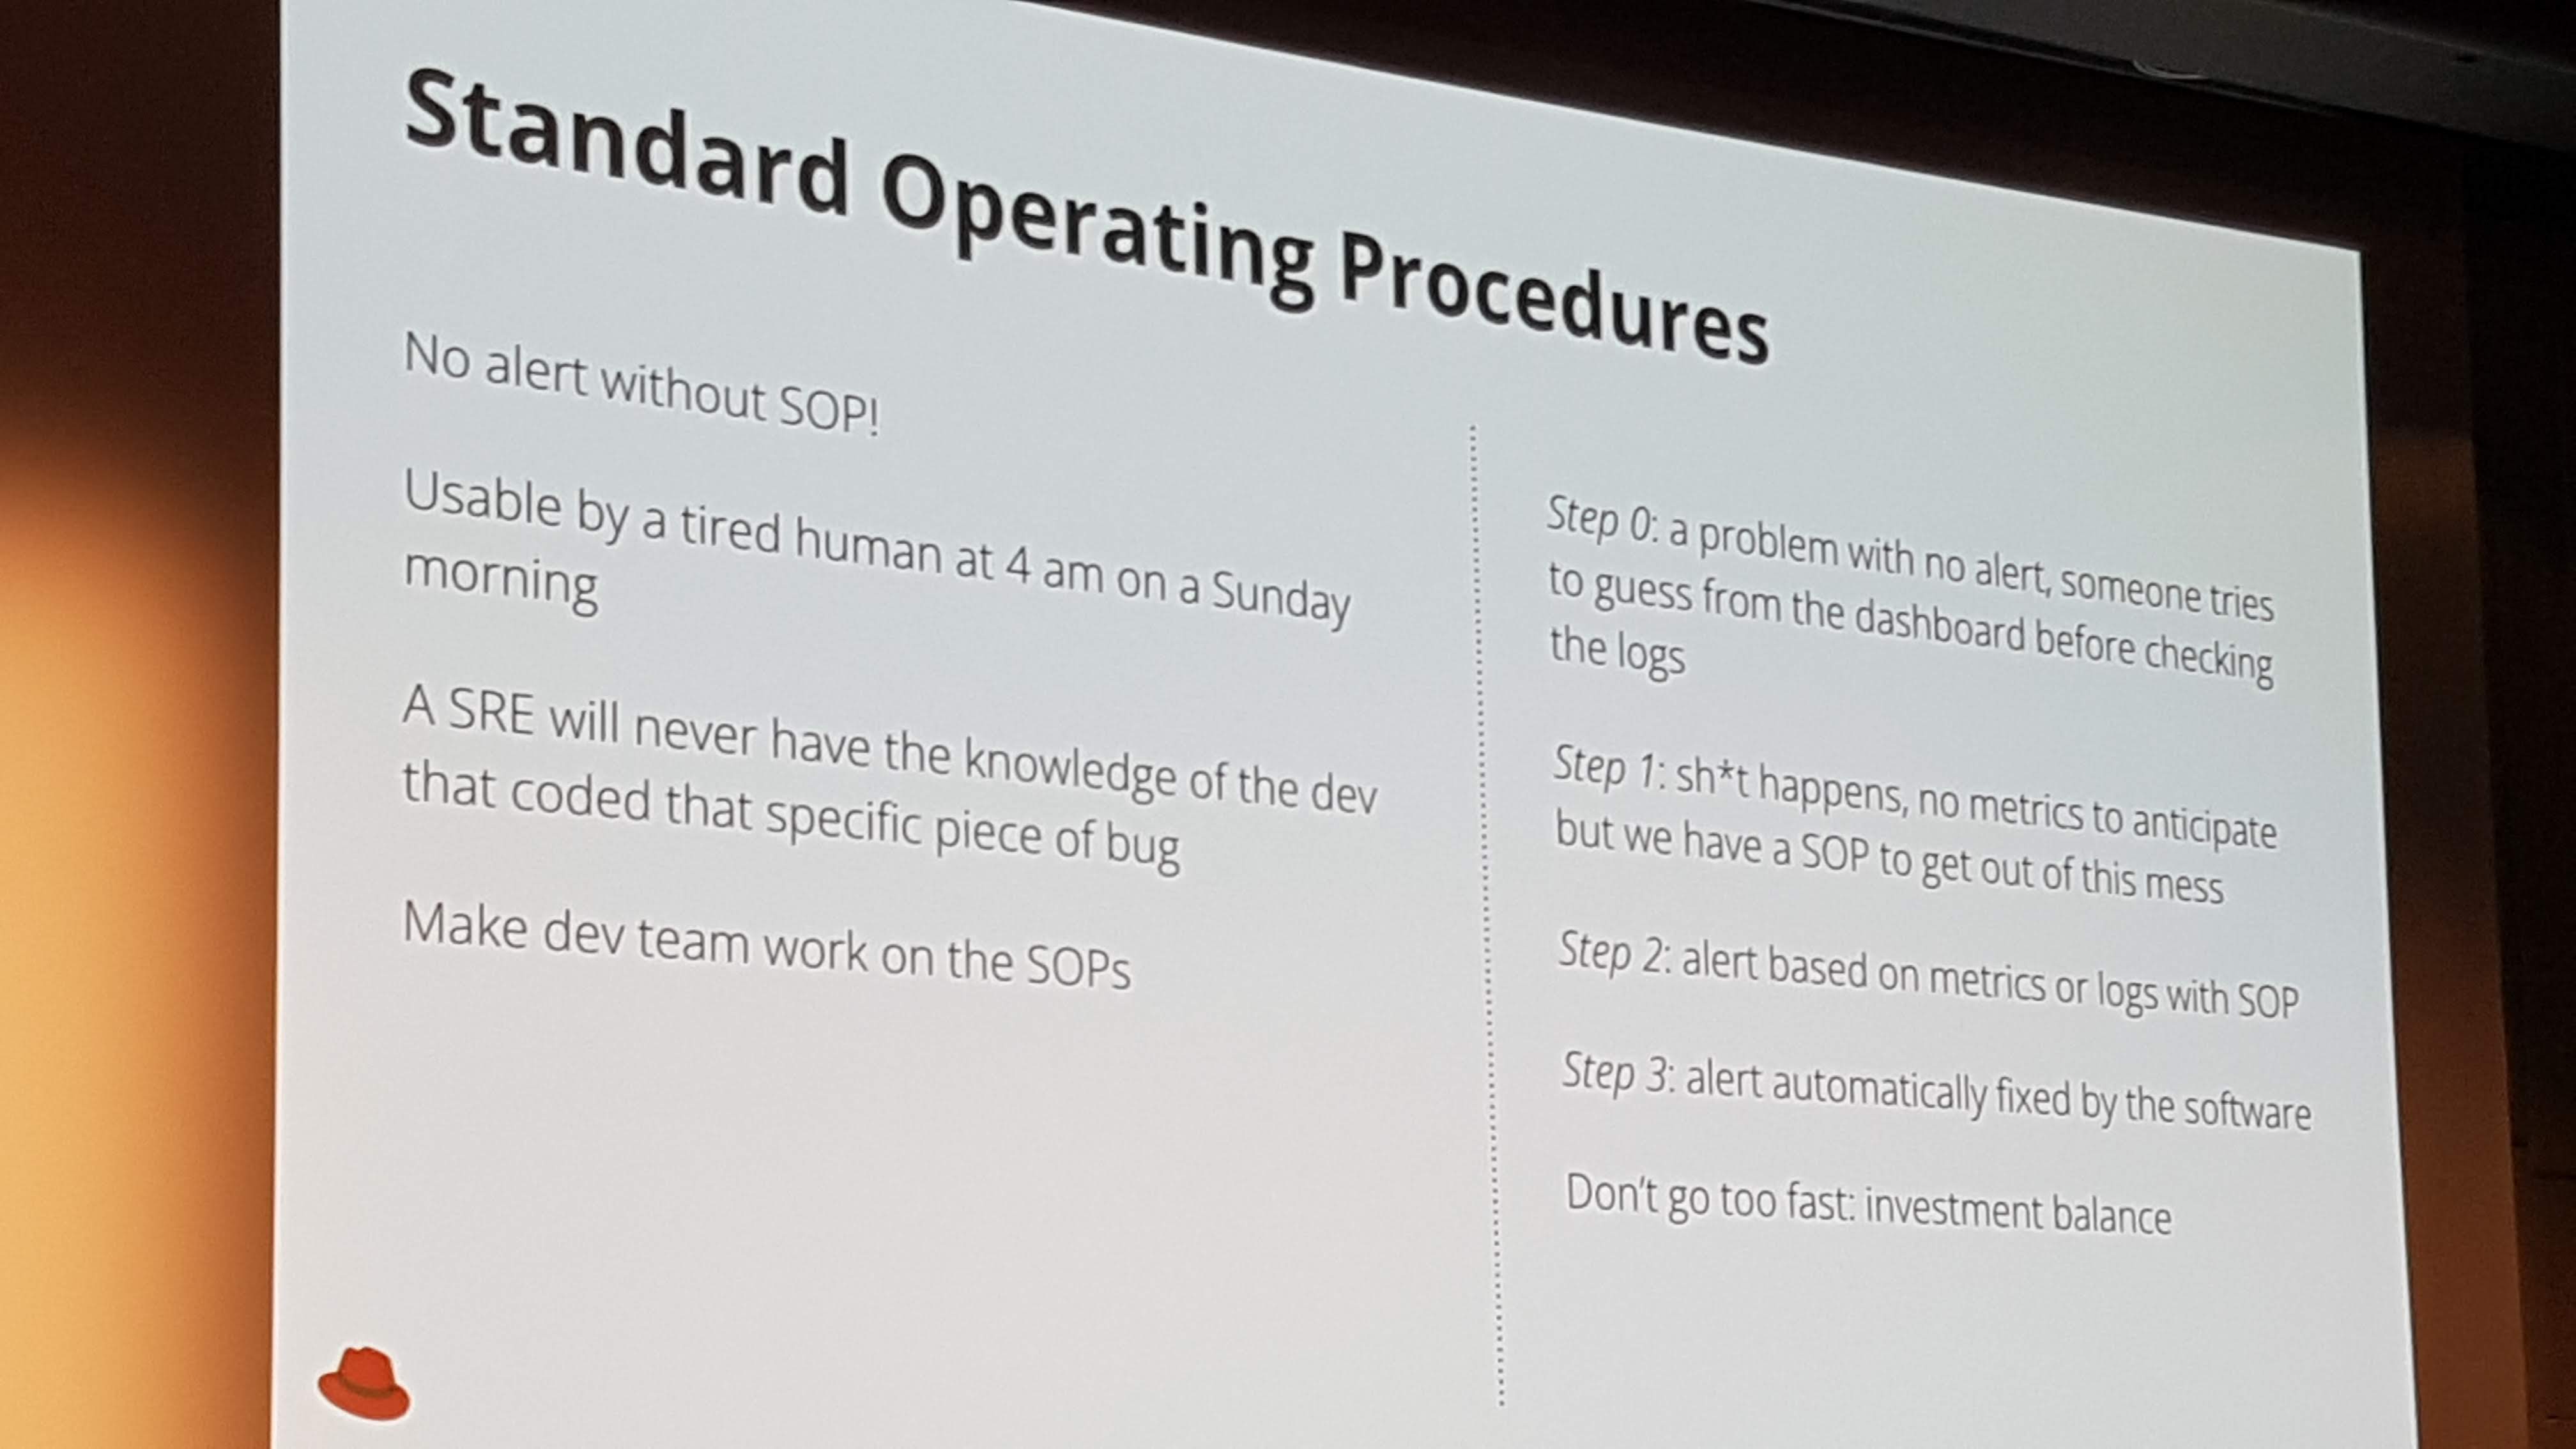 Standard Operating Procedures
No alert without SOP!
Usable by a tired human at 4 am on a Sunday
morning
A SRE will never have the knowledge of the dev
that coded that specific piece of bug
Make dev team work on the SOPs
Step 0: a problem with no alert, someone tries
to guess from the dashboard before checking
the logs
Step 1: sh*t happens, no metrics to anticipate
but we have a SOP to get out of this mess
Step 2: alert based on metrics or logs with SOP
Step 3: alert automatically fixed by the software
Don't go too fast: investment balance